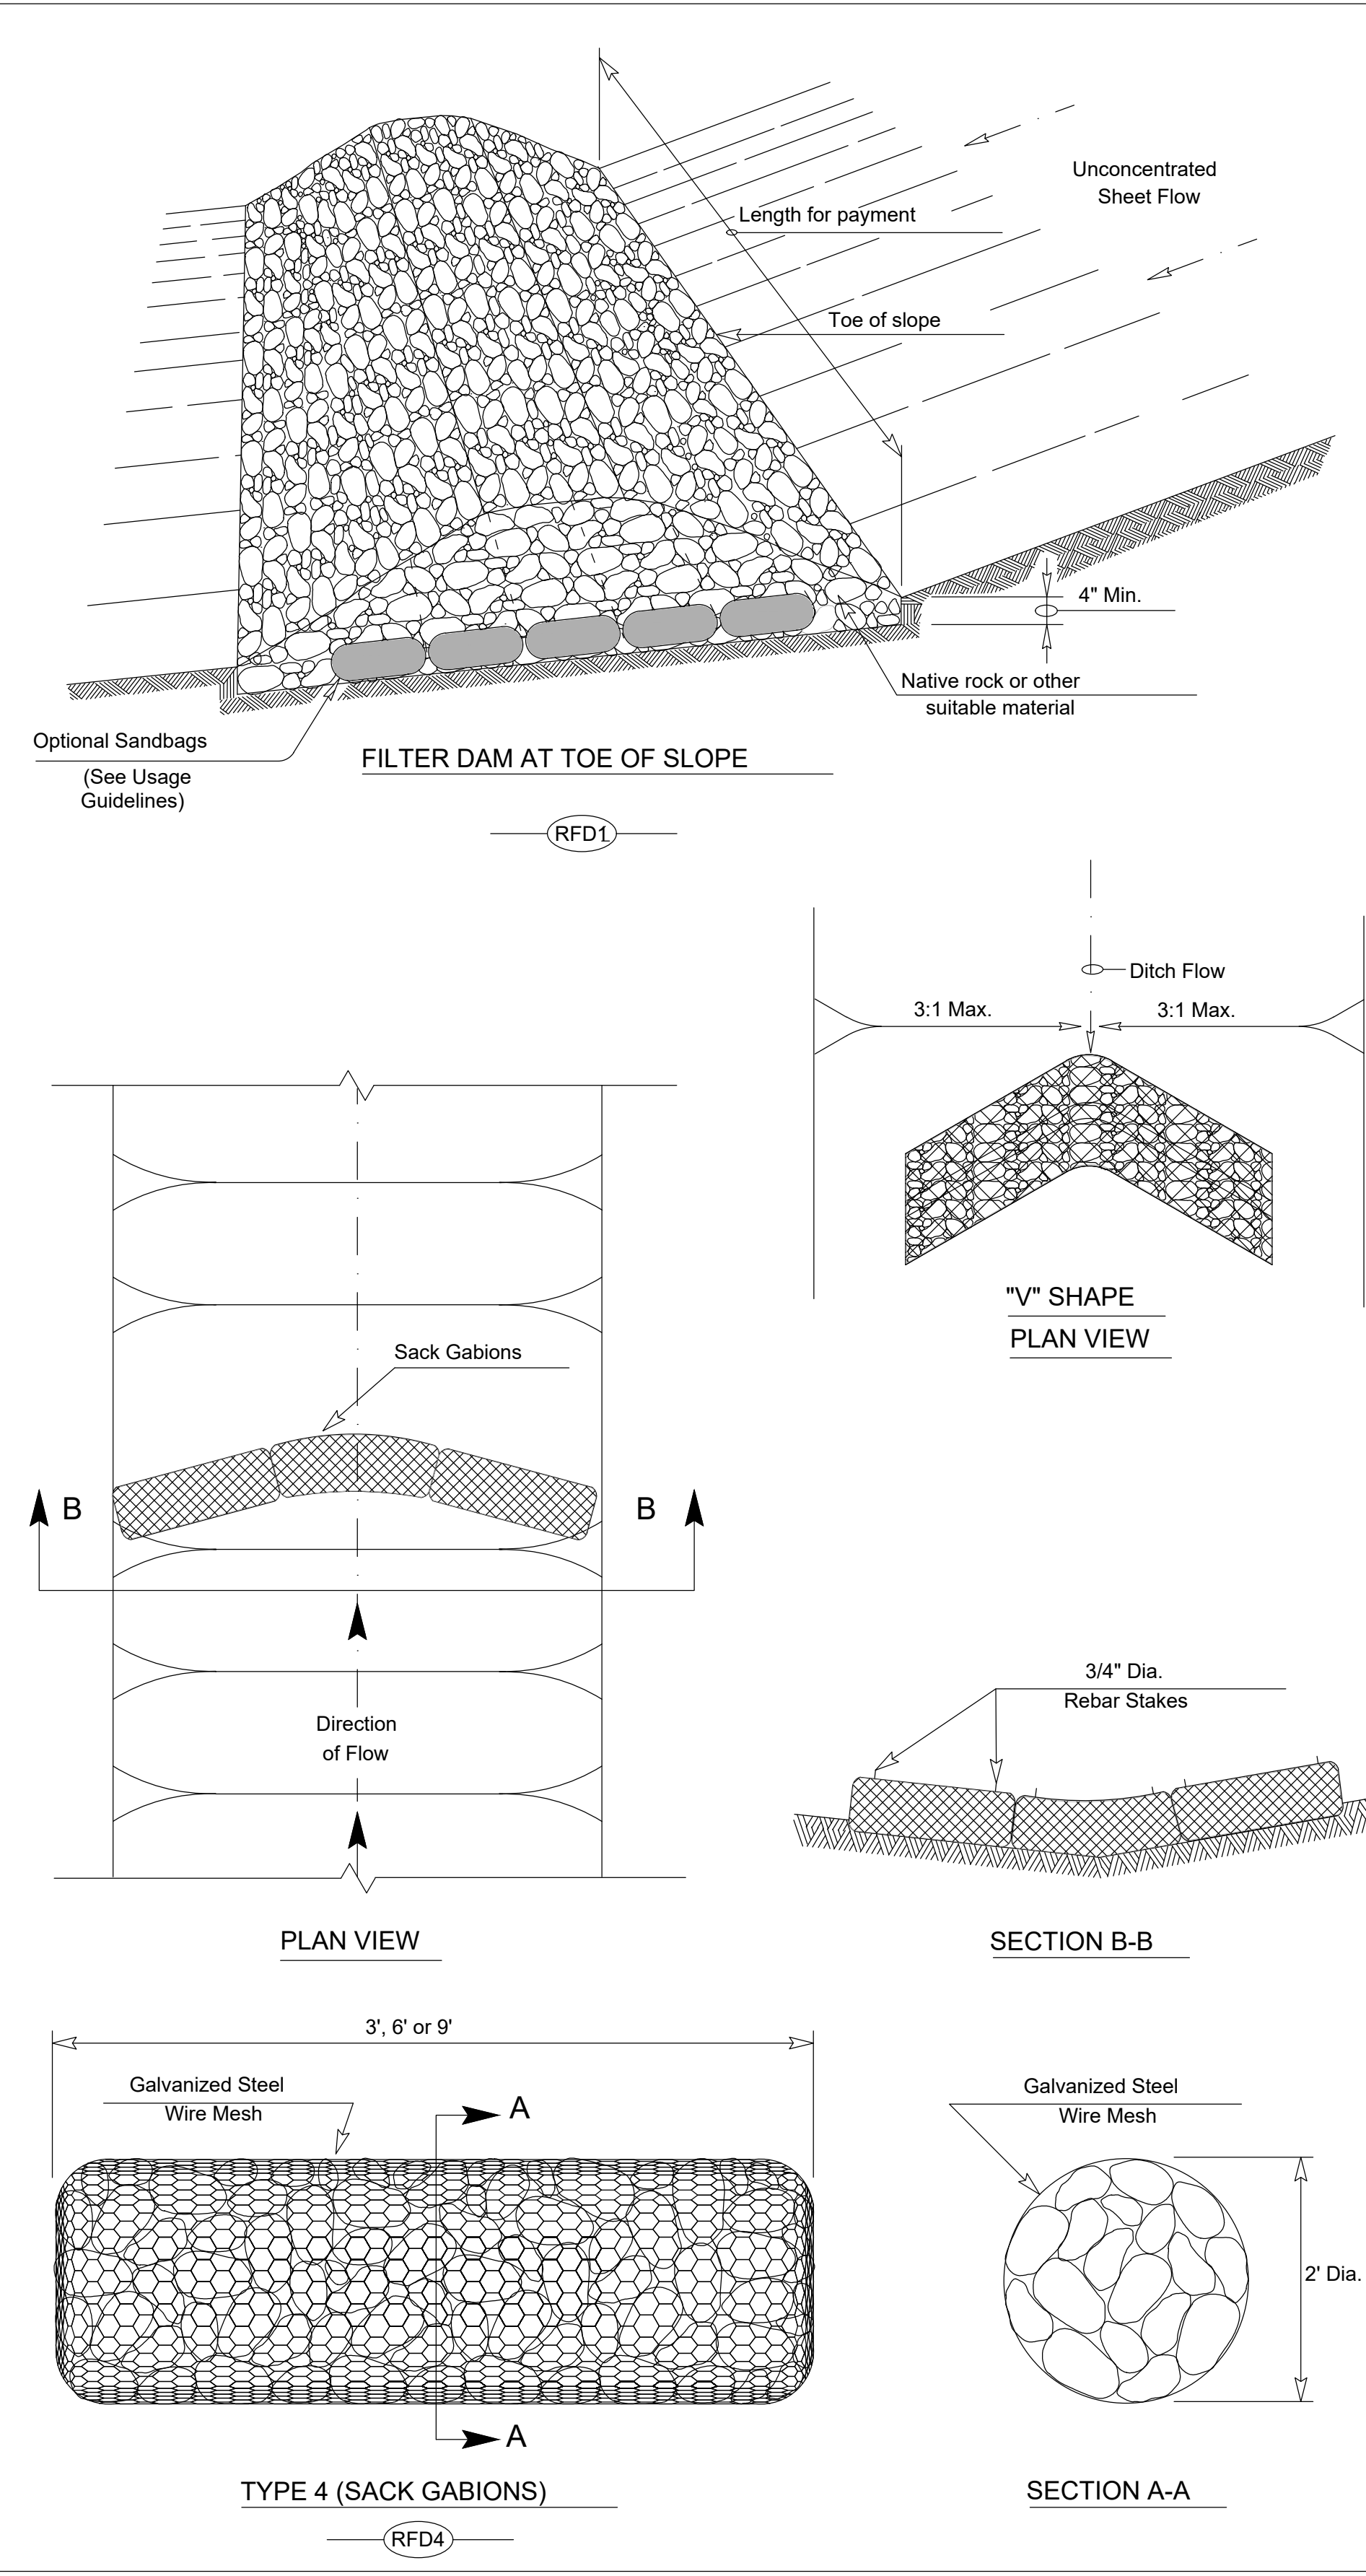 Unconcentrated
Sheet Flow
Length for payment
Toe of slope
4" Min.
Native rock or other
suitable material
Optional Sandbags
(See Usage
Guidelines)
FILTER DAM AT TOE OF SLOPE
RFD1
Ditch Flow
3:1 Max.
3:1 Max.
"V" SHAPE
PLAN VIEW
Sack Gabions
B
B
Direction
of Flow
PLAN VIEW
3/4" Dia.
Rebar Stakes
SECTION B-B
3', 6' or 9'
Galvanized Steel
Wire Mesh
A
A
TYPE 4 (SACK GABIONS)
RFD4
Galvanized Steel
Wire Mesh
2' Dia.
SECTION A-A